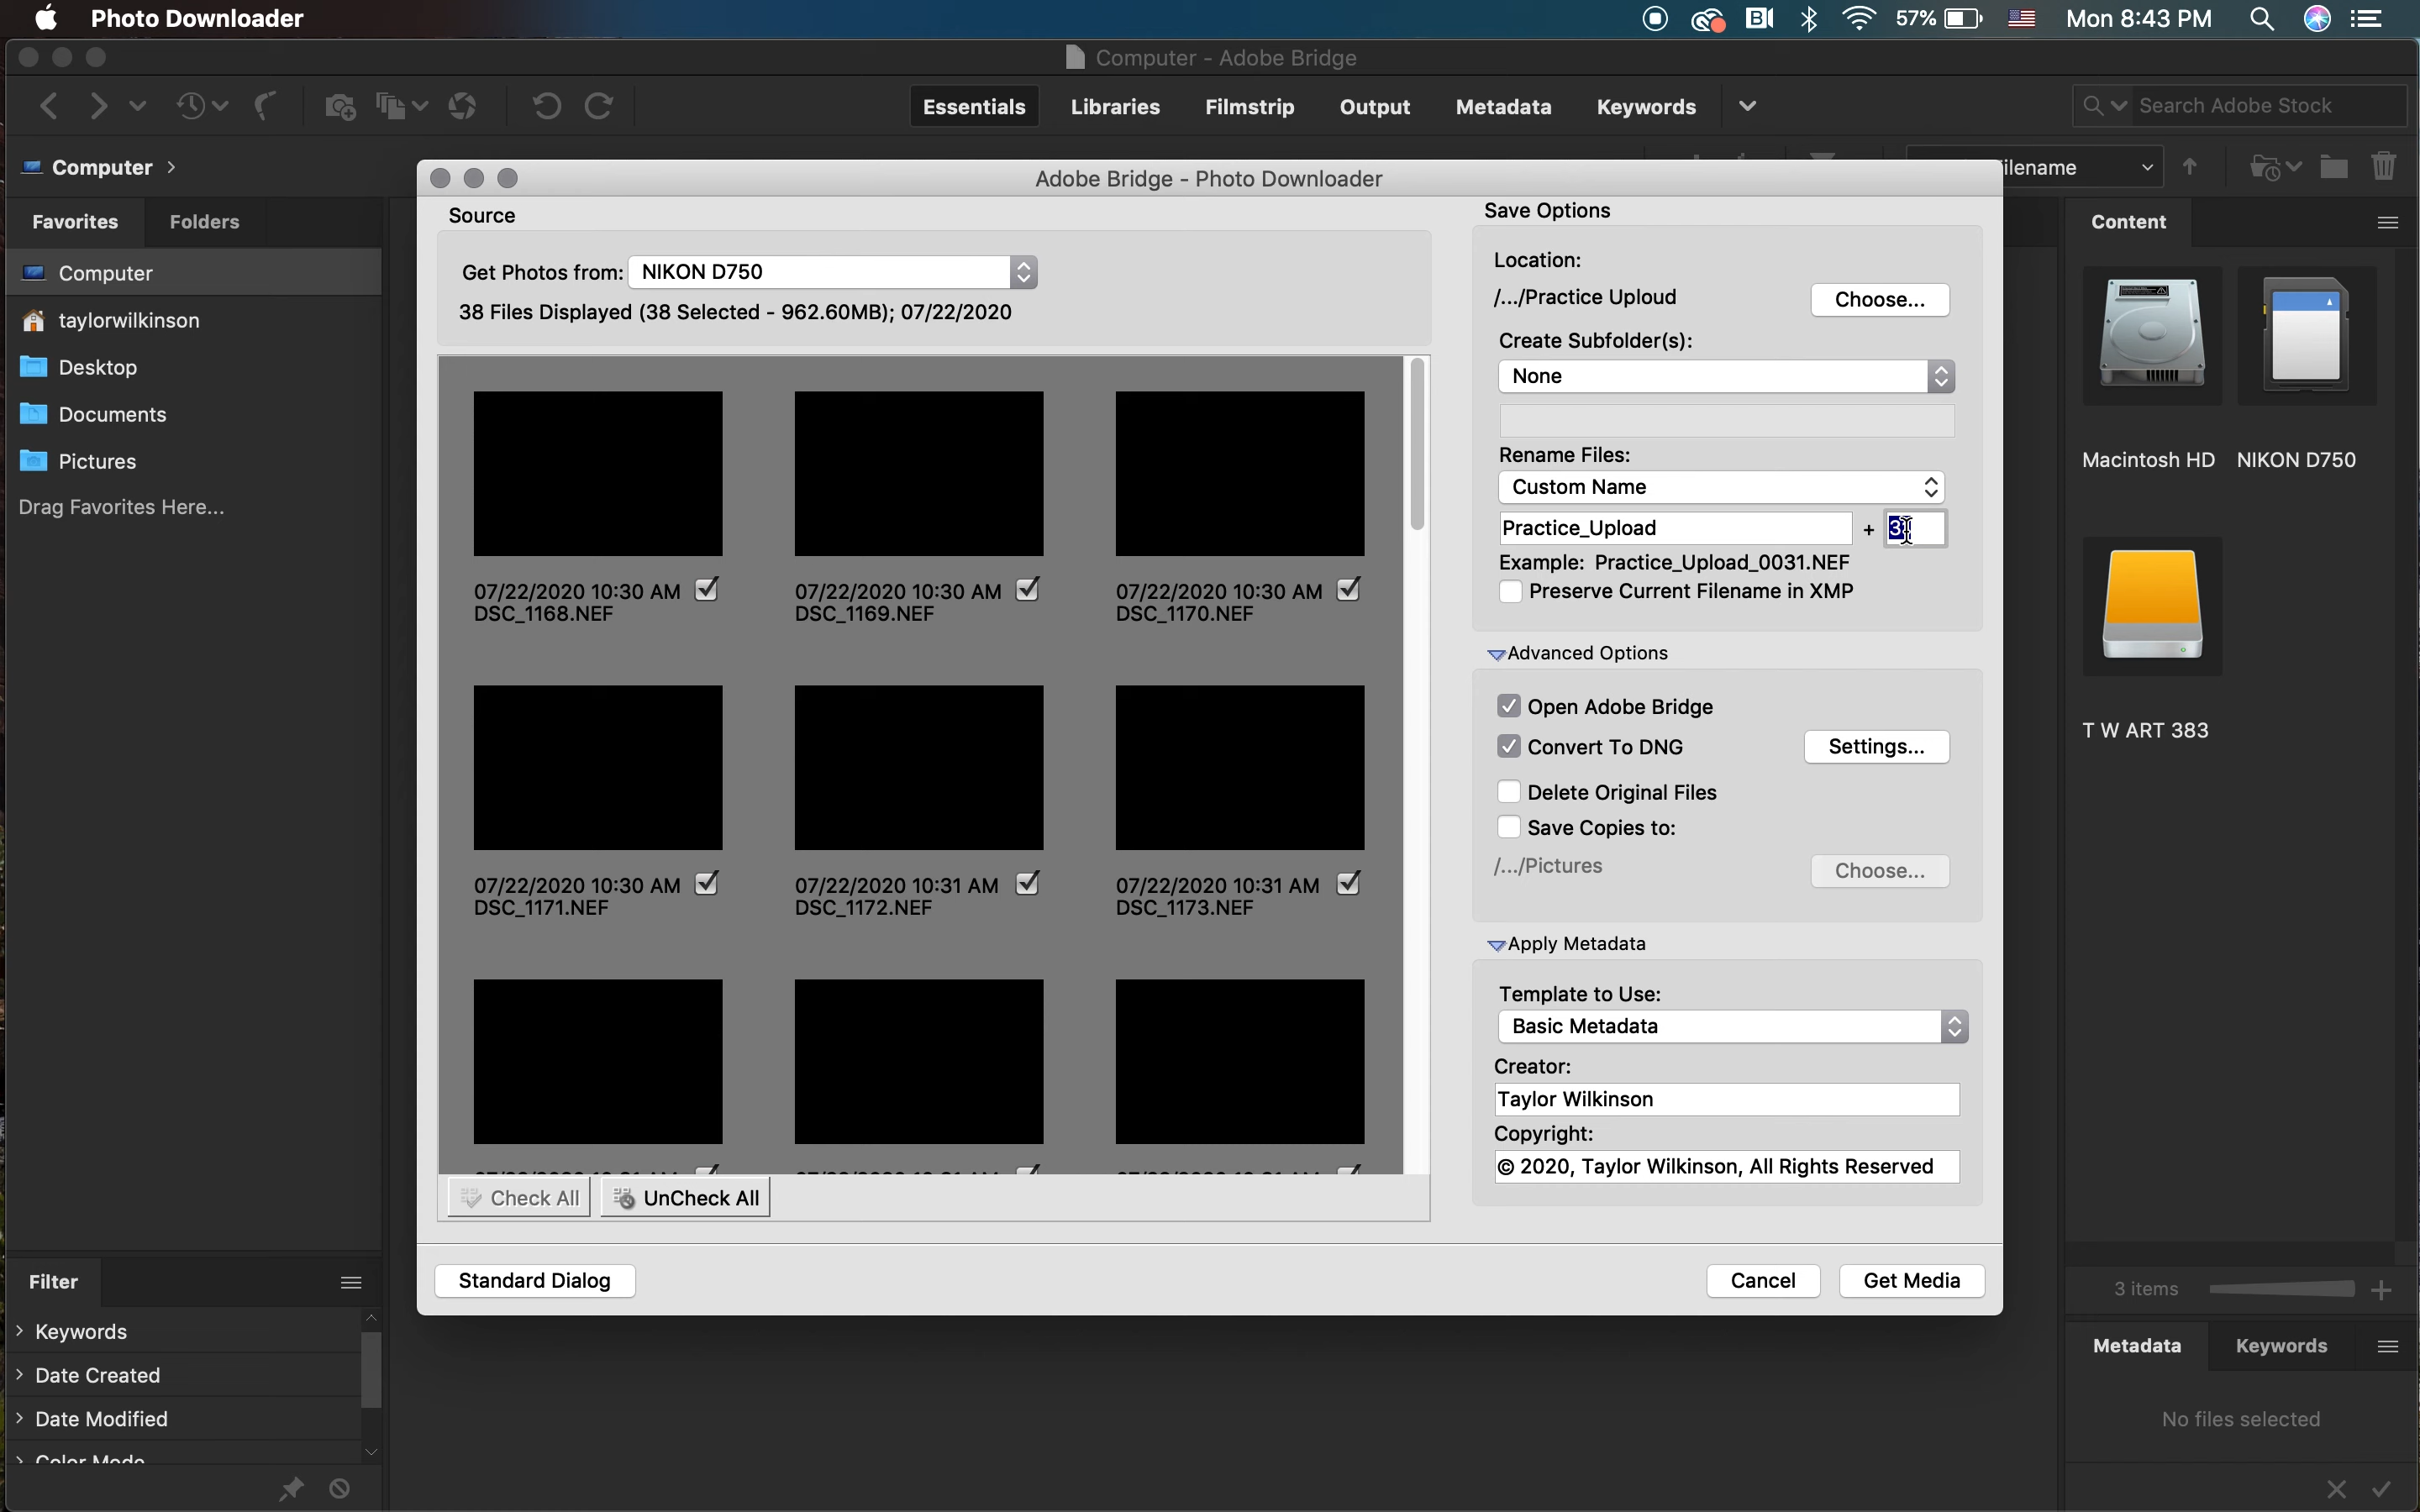 Photo Downloader
57%
Mon 8:43 PM
Computer - Adobe Bridge
Essentials
Libraries
Filmstrip
Output
Metadata
Keywords
Search Adobe Stock
Computer
ilename
Favorites
Folders
Computer
taylorwilkinson
Desktop
Documents
Pictures
Drag Favorites Here...
Adobe Bridge - Photo Downloader
Source
Get Photos from: NIKON D750
38 Files Displayed (38 Selected - 962.60MB); 07/22/2020
07/22/2020 10:30 AM
DSC_1168.NEF
07/22/2020 10:30 AM
DSC_1169.NEF
07/22/2020 10:30 AM
DSC_1170.NEF
07/22/2020 10:30 AM
DSC_1171.NEF
07/22/2020 10:31 AM
DSC_1172.NEF
07/22/2020 10:31 AM
DSC_1173.NEF
Check All
UnCheck All
Standard Dialog
Save Options
Location:
/.../Practice Uploud
Choose...
Create Subfolder(s):
None
Rename Files:
Custom Name
Practice_Upload +
Example: Practice_Upload_0031.NEF
Preserve Current Filename in XMP
Advanced Options
Open Adobe Bridge
Convert To DNG
Settings...
Delete Original Files
Save Copies to:
/.../Pictures
Choose...
Apply Metadata
Template to Use:
Basic Metadata
Creator:
Taylor Wilkinson
Copyright:
© 2020, Taylor Wilkinson, All Rights Reserved
Cancel
Get Media
Content
Macintosh HD
NIKON D750
T W ART 383
3 items
Metadata
Keywords
No files selected
Filter
Keywords
Date Created
Date Modified
Color Mode